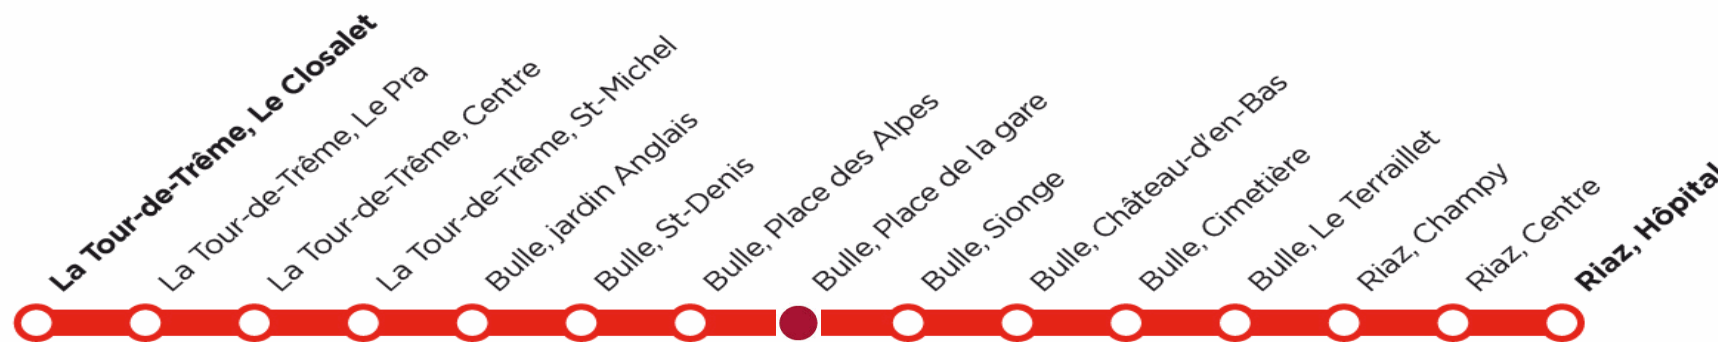 La Tour-de-Trême, Le Closalet
La Tour-de-Trême, Le Pra
La Tour-de-Trême, Centre
La Tour-de-Trême, St-Michel
Bulle, jardin Anglais
Bulle, St-Denis
Bulle, Place des Alpes
Bulle, Place de la gare
Bulle, Sionge
Bulle, Château-d'en-Bas
Bulle, Cimetière
Bulle, Le Terraillet
Riaz, Champy
Riaz, Centre
Riaz, Hôpital